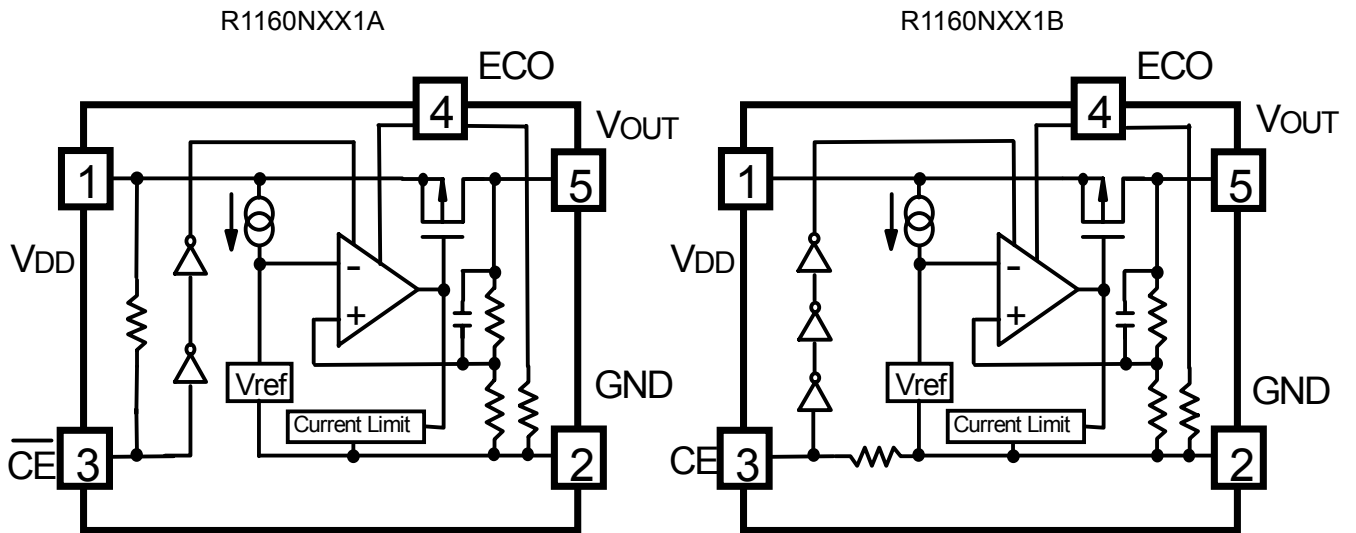 R1160NXX1A
R1160NXX1B
ECO
4
VOUT
1
5
VDD
-
+
Vref
GND
Current Limit
CE
3
2
ECO
4
VOUT
1
5
VDD
-
+
Vref
GND
Current Limit
CE
3
2